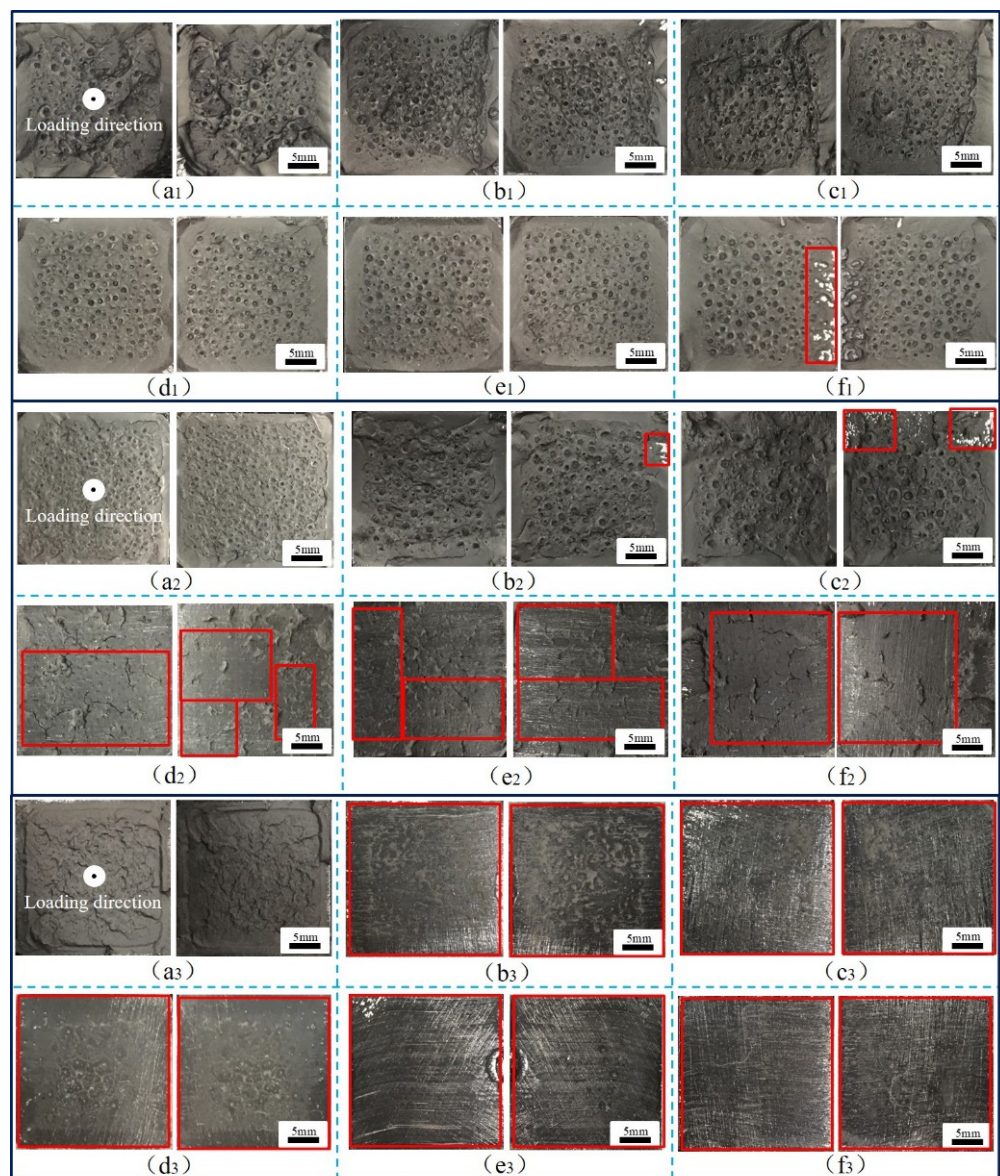 Loading direction
5mm
5mm
5mm
(a1)
(b1)
(c1)
5mm
5mm
5mm
(d1)
(e1)
(f1)
Loading direction
5mm
5mm
5mm
(a2)
(b2)
(c2)
5mm
5mm
5mm
(d2)
(e2)
(f2)
Loading direction
5mm
5mm
5mm
(a3)
(b3)
(c3)
5mm
5mm
5mm
(d3)
(e3)
(f3)